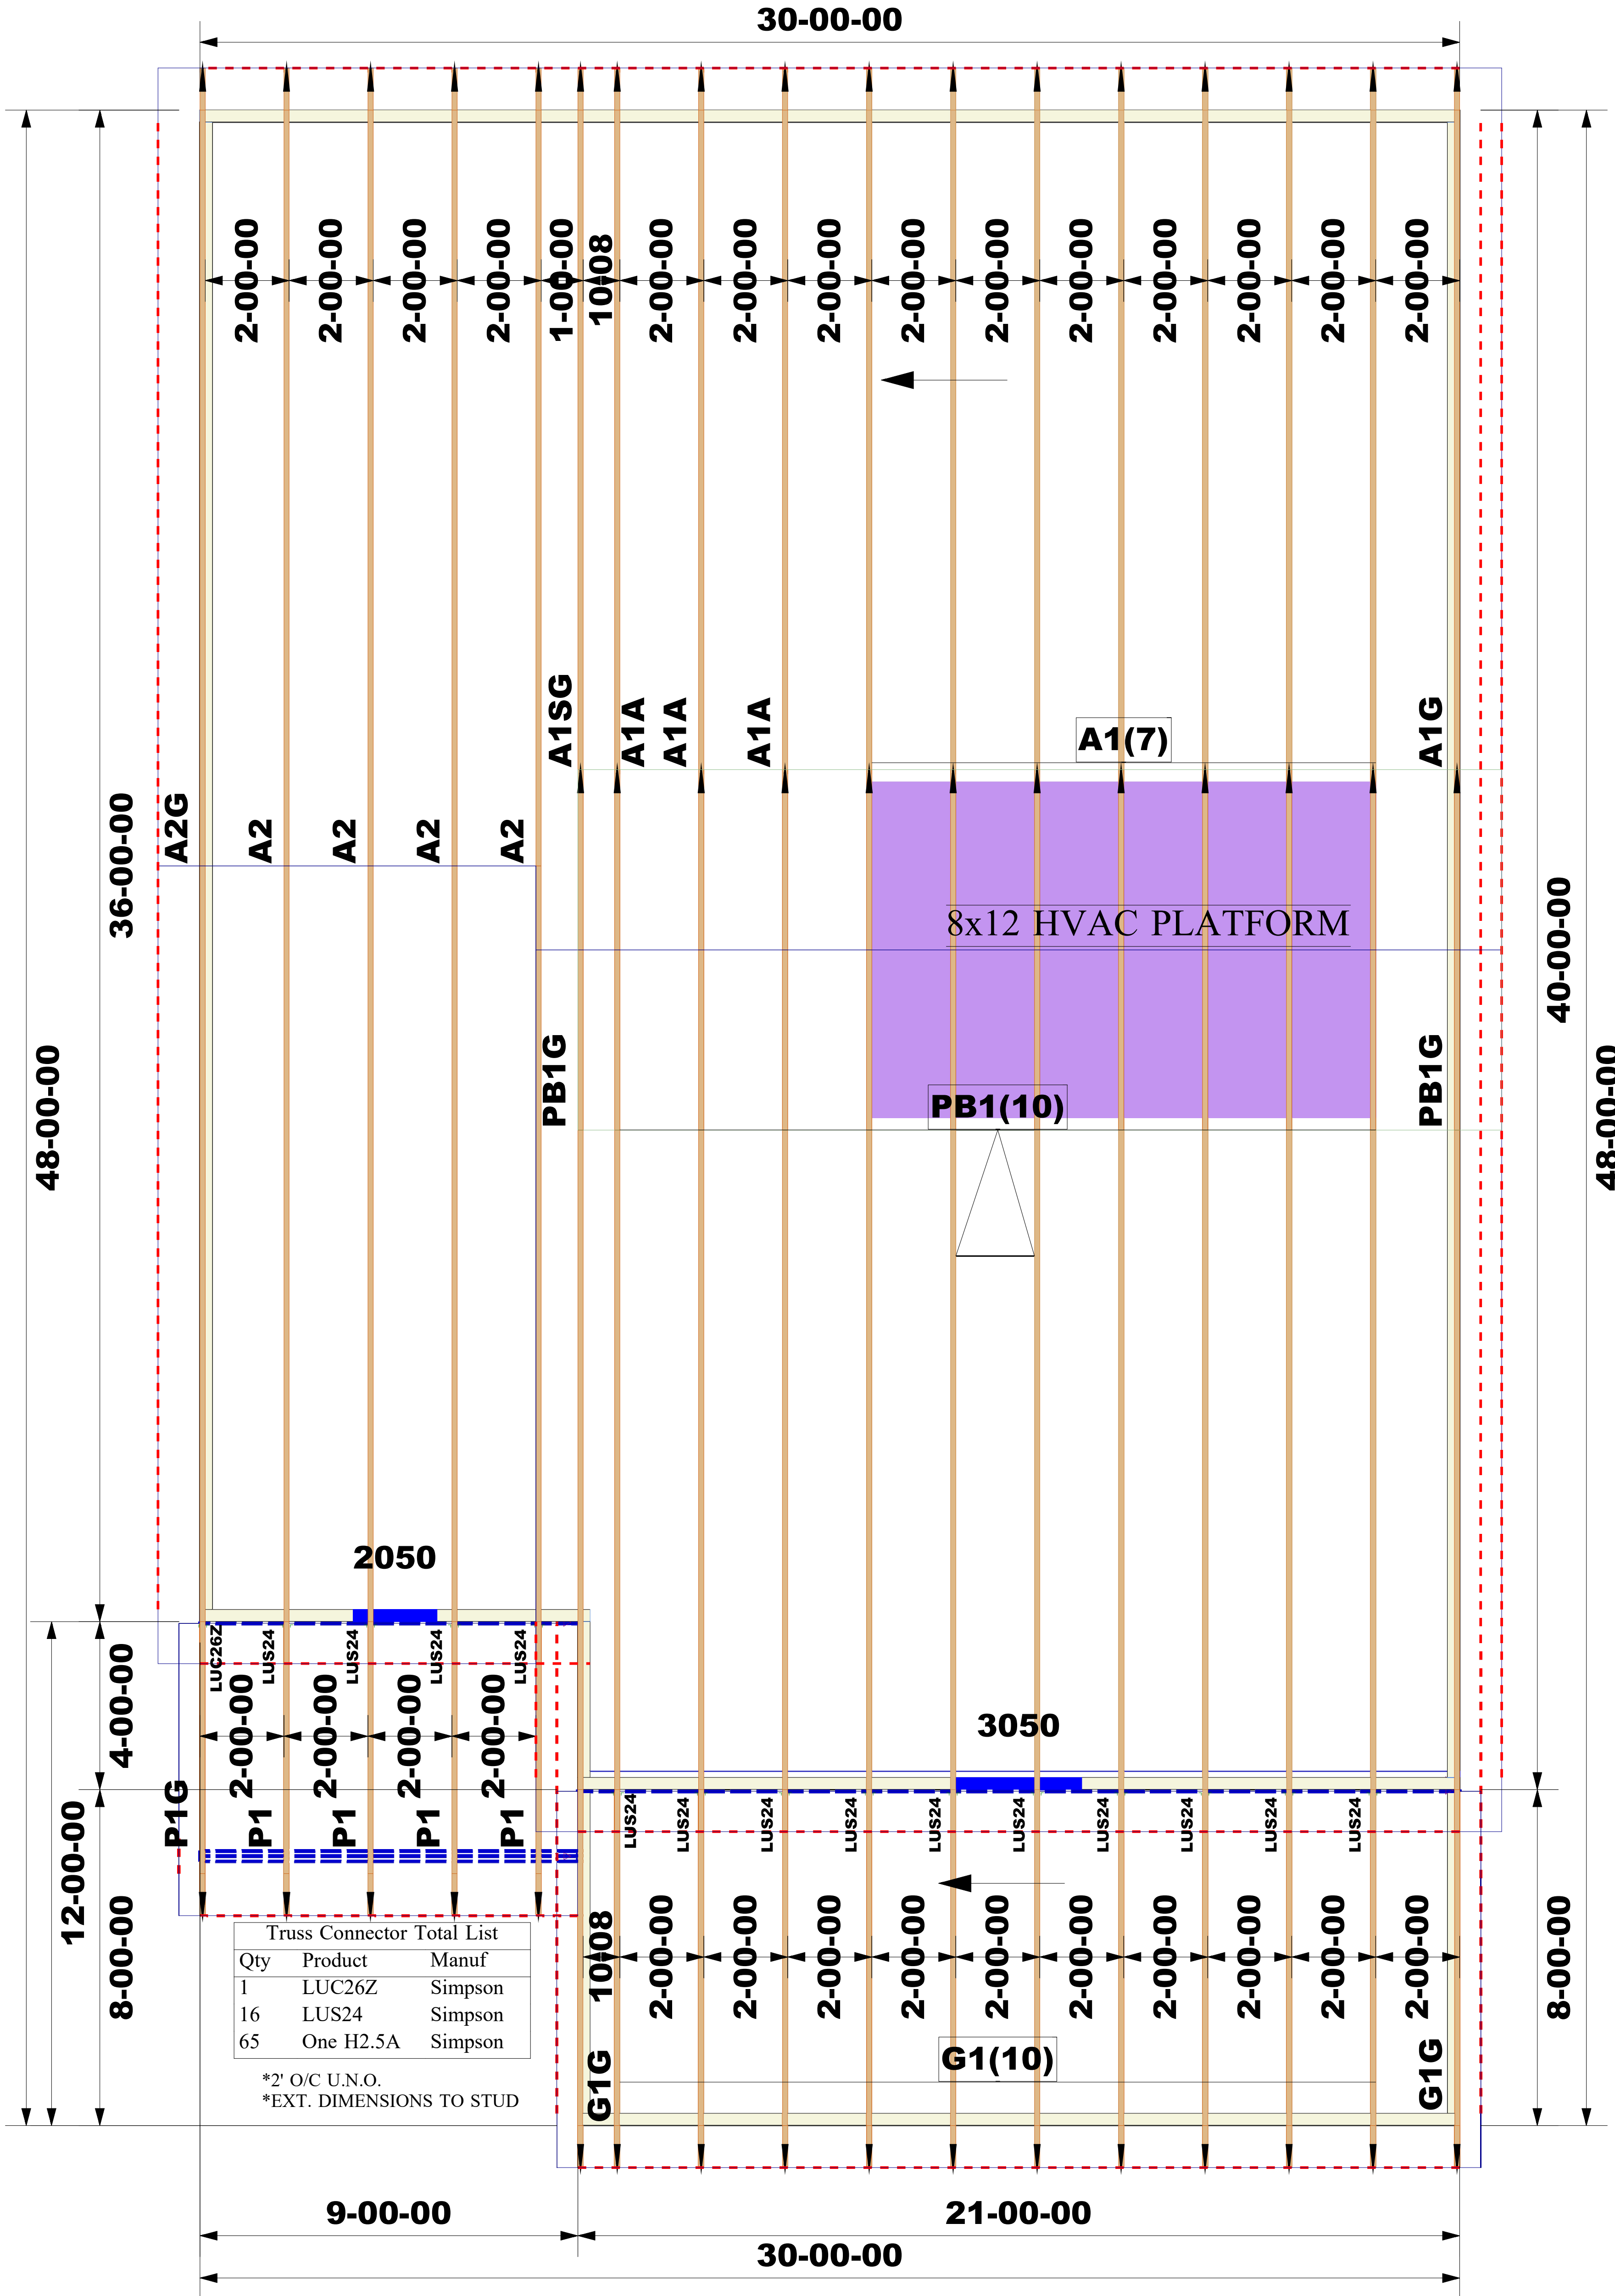 30-00-00
2-00-00
2-00-00
2-00-00
2-00-00
1-00-00
10008
2-00-00
2-00-00
2-00-00
2-00-00
2-00-00
2-00-00
2-00-00
2-00-00
2-00-00
2-00-00
A1SG
A1A
A1A
A1A
A1(7)
A1G
A2G
A2
A2
A2
A2
36-00-00
40-00-00
8x12 HVAC PLATFORM
48-00-00
48-00-00
PB1G
PB1(10)
PB1G
2050
LUC26Z
LUS24
LUS24
LUS24
LUS24
4-00-00
2-00-00
2-00-00
2-00-00
2-00-00
3050
P1G
P1
P1
P1
P1
LUS24
LUS24
LUS24
LUS24
LUS24
LUS24
LUS24
LUS24
LUS24
LUS24
12-00-00
8-00-00
8-00-00
Truss Connector Total List
Qty Product Manuf
1 LUC26Z Simpson
16 LUS24 Simpson
65 One H2.5A Simpson
*2' O/C U.N.O.
*EXT. DIMENSIONS TO STUD
10008
2-00-00
2-00-00
2-00-00
2-00-00
2-00-00
2-00-00
2-00-00
2-00-00
2-00-00
2-00-00
G1G
G1(10)
G1G
9-00-00
21-00-00
30-00-00